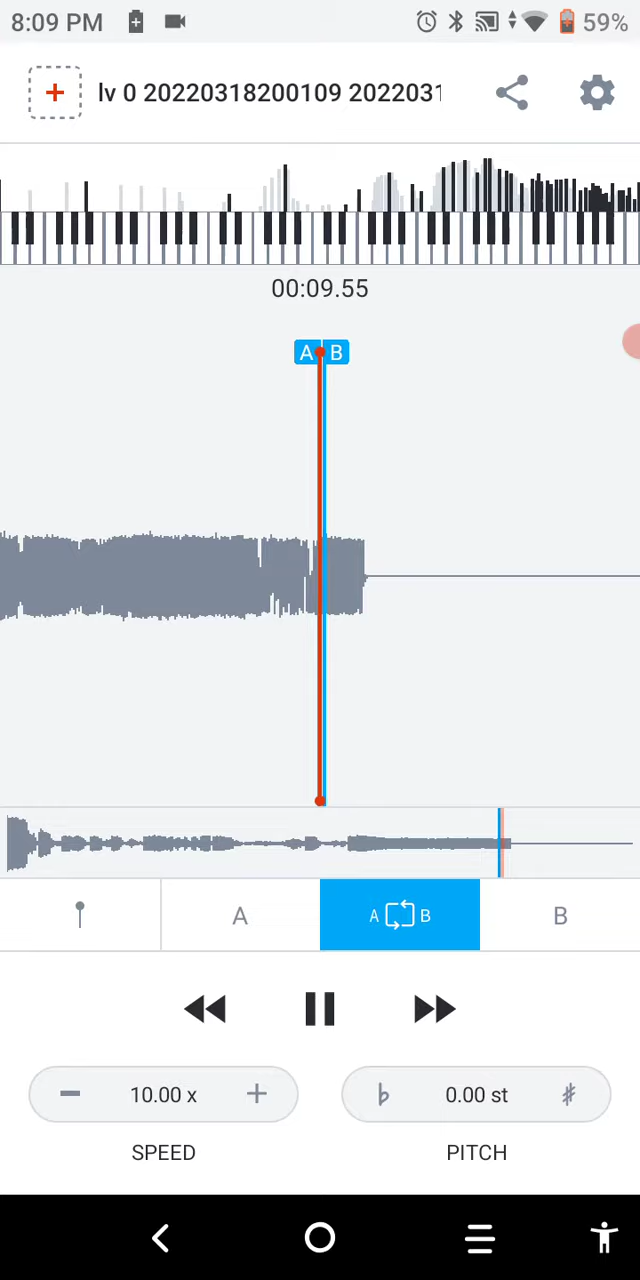 8:09 PM 59%
lv 0 20220318200109 2022031
00:09.55
A B
A A B B
10.00 x 0.00 st
SPEED PITCH